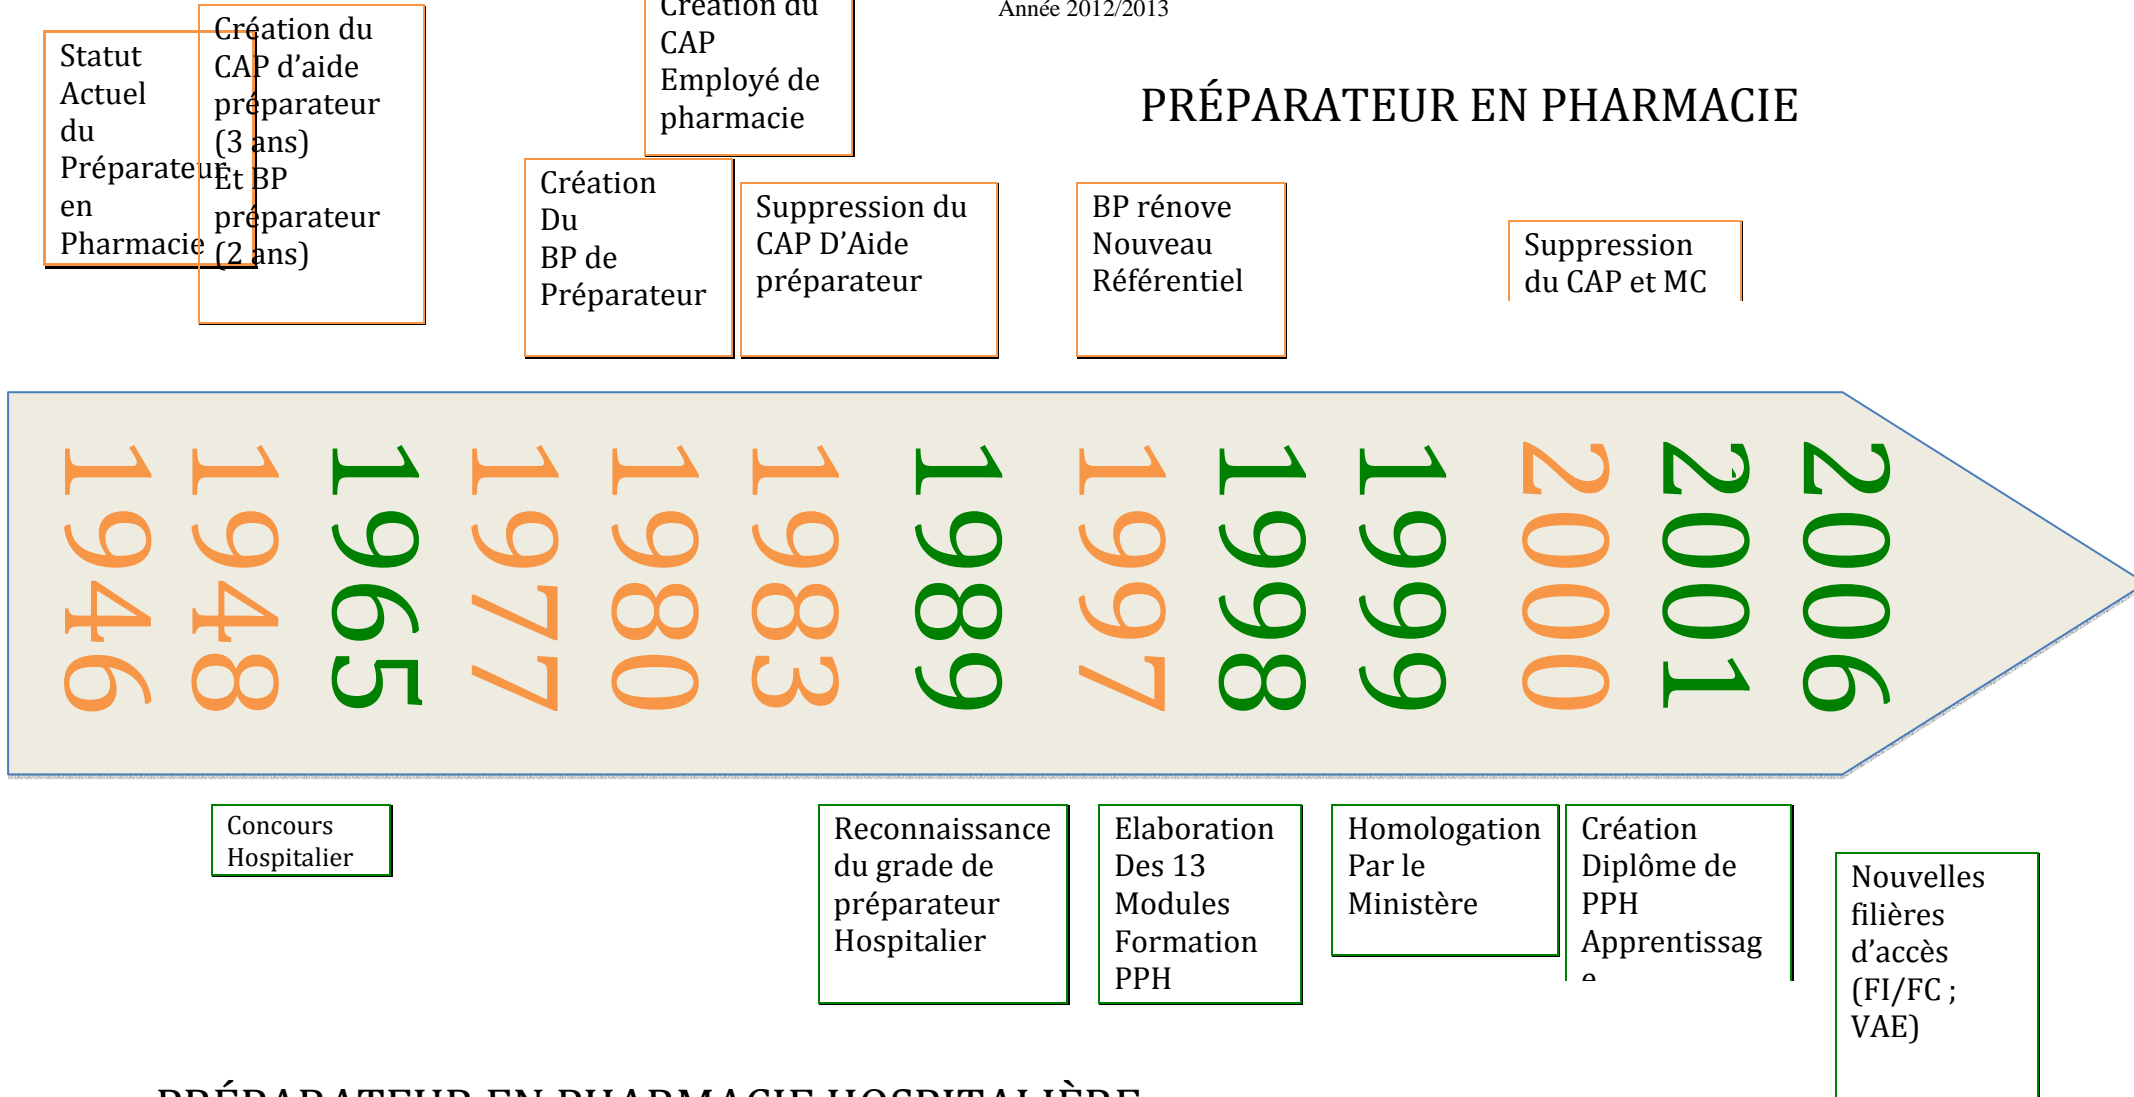 Année 2012/2013
Statut
Actuel
du
Préparateur
en
Pharmacie
Création du
CAP d’aide
préparateur
(3 ans)
Et BP
préparateur
(2 ans)
Création
Du
BP de
Préparateur
Création du
CAP
Employé de
pharmacie
Suppression du
CAP D’Aide
préparateur
PRÉPARATEUR EN PHARMACIE
BP rénove
Nouveau
Référentiel
Suppression
du CAP et MC
1946
1948
1965
1977
1980
1983
1989
1997
1998
1999
2000
2001
2006
Concours
Hospitalier
Reconnaissance
du grade de
préparateur
Hospitalier
Elaboration
Des 13
Modules
Formation
PPH
Homologation
Par le
Ministère
Création
Diplôme de
PPH
Apprentissag
e
Nouvelles
filières
d’accès
(FI/FC ;
VAE)
PRÉPARATEUR EN PHARMACIE HOSPITALIÈRE